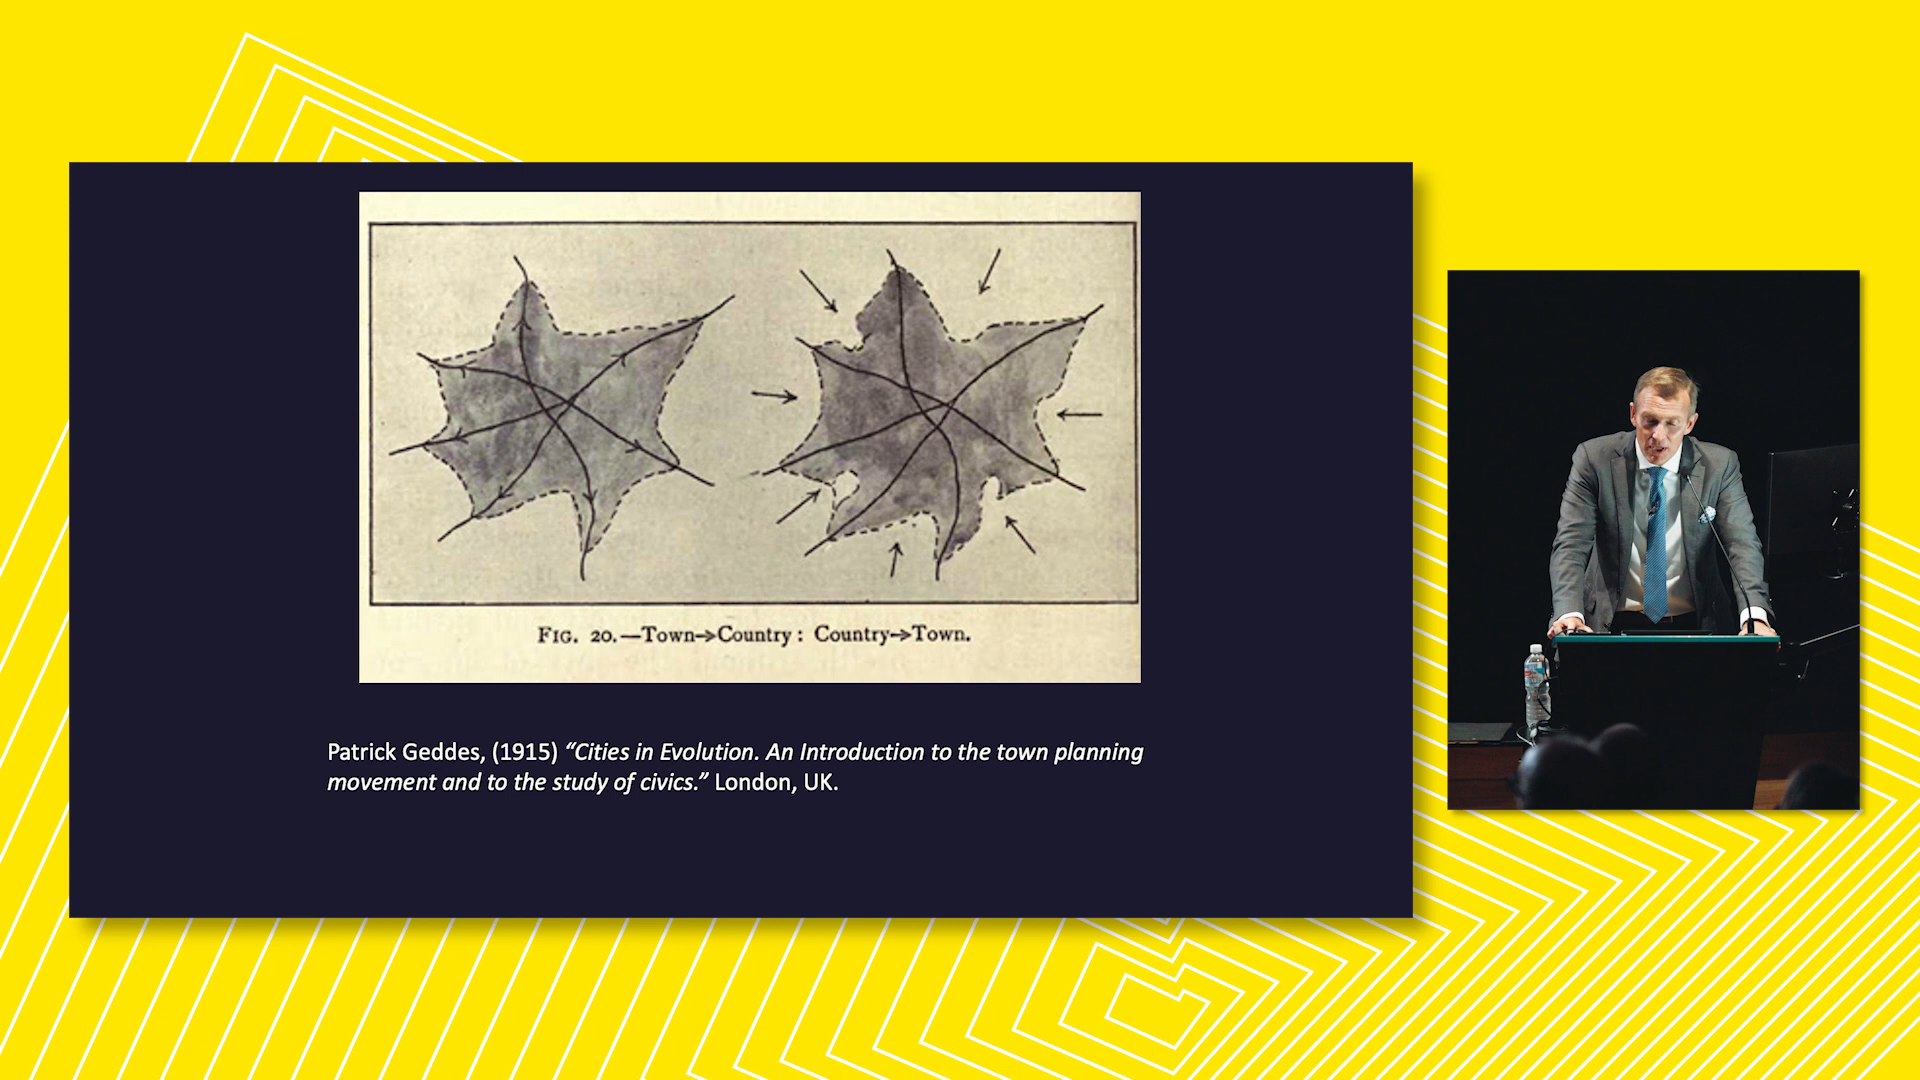 FIG. 20.—Town→Country: Country→Town.
Patrick Geddes, (1915) “Cities in Evolution. An Introduction to the town planning
movement and to the study of civics.” London, UK.